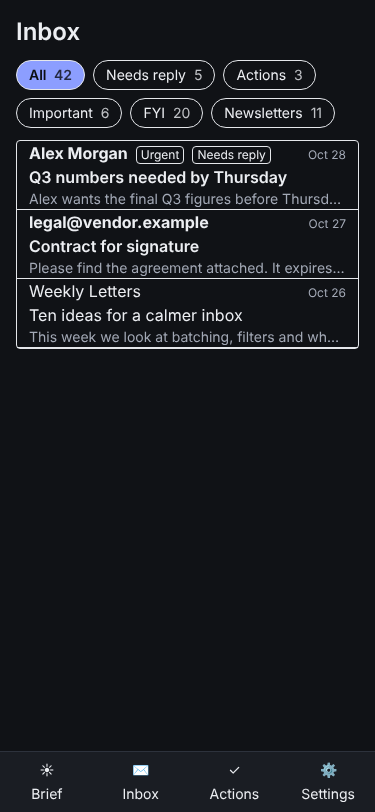 Inbox
All 42 Needs reply 5 Actions 3
Important 6 FYI 20 Newsletters 11
Alex Morgan Urgent Needs reply Oct 28
Q3 numbers needed by Thursday
Alex wants the final Q3 figures before Thursd...
legal@vendor.example Oct 27
Contract for signature
Please find the agreement attached. It expires...
Weekly Letters Oct 26
Ten ideas for a calmer inbox
This week we look at batching, filters and wh...
Brief Inbox Actions Settings